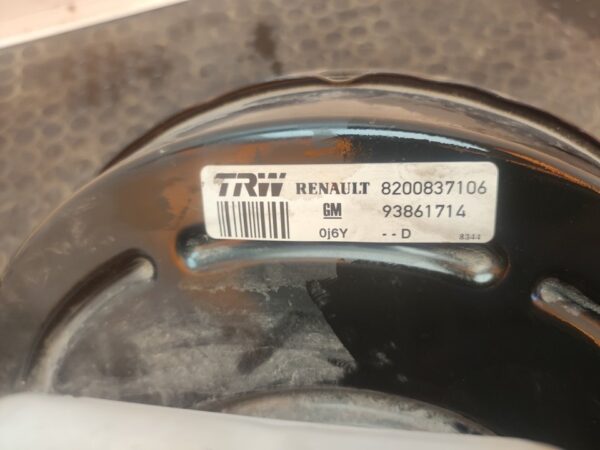 TRW RENAULT 8200837106
GM 93861714
0j6Y - - D 8344